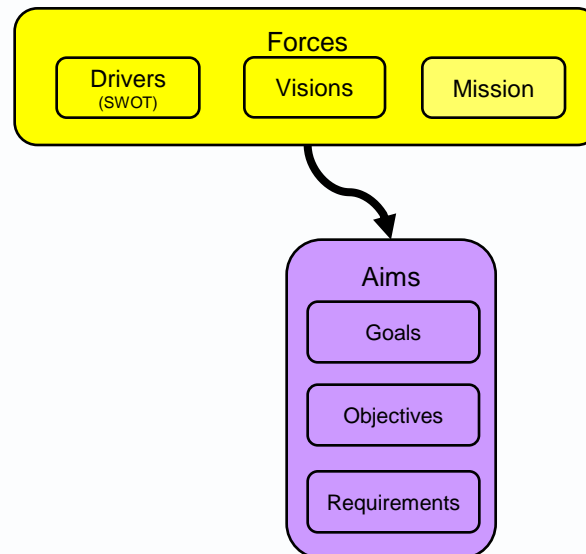 Forces
Drivers
(SWOT)
Visions
Mission
Aims
Goals
Objectives
Requirements